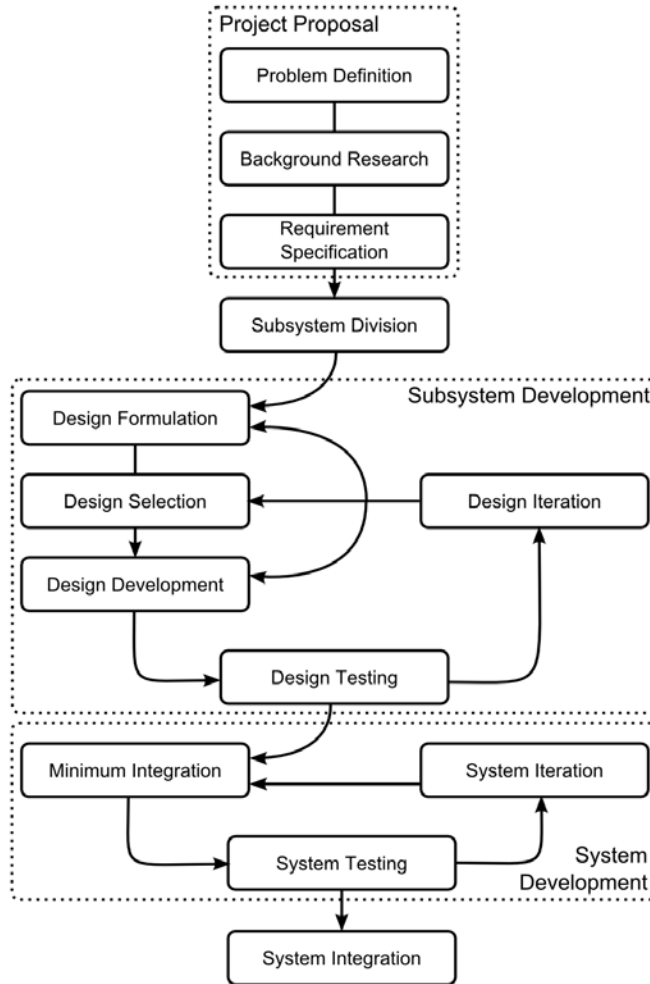 Project Proposal
Problem Definition
Background Research
Requirement
Specification
Subsystem Division
Subsystem Development
Design Formulation
Design Selection
Design Iteration
Design Development
Design Testing
Minimum Integration
System Iteration
System Testing
System
Development
System Integration